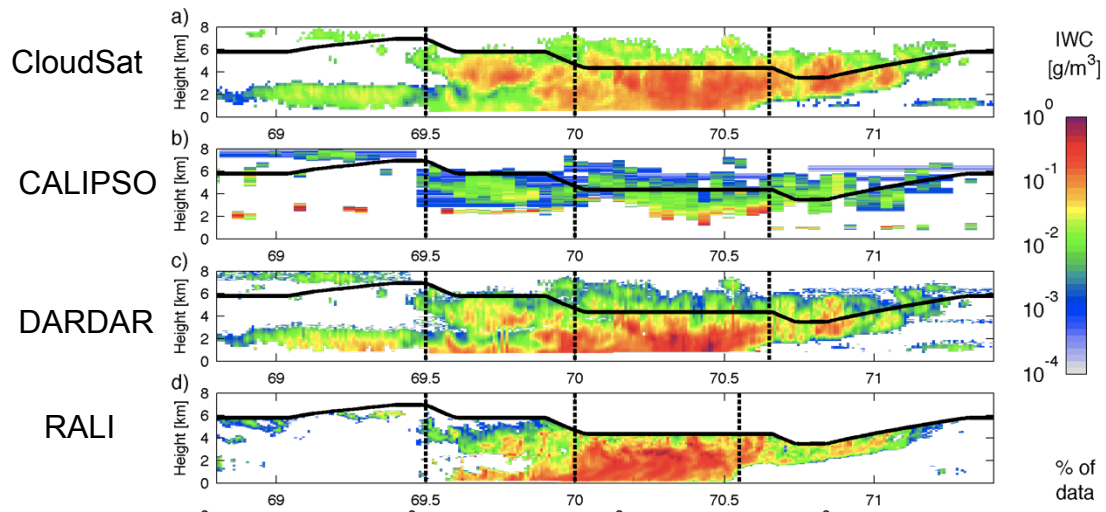 a)
CloudSat
Height [km]
8
6
4
2
0
69
69.5
70
70.5
71
b)
CALIPSO
Height [km]
8
6
4
2
0
69
69.5
70
70.5
71
c)
DARDAR
Height [km]
8
6
4
2
0
69
69.5
70
70.5
71
d)
RALI
Height [km]
8
6
4
2
0
69
69.5
70
70.5
71
IWC
[g/m³]
10⁰
10⁻¹
10⁻²
10⁻³
10⁻⁴
% of
data